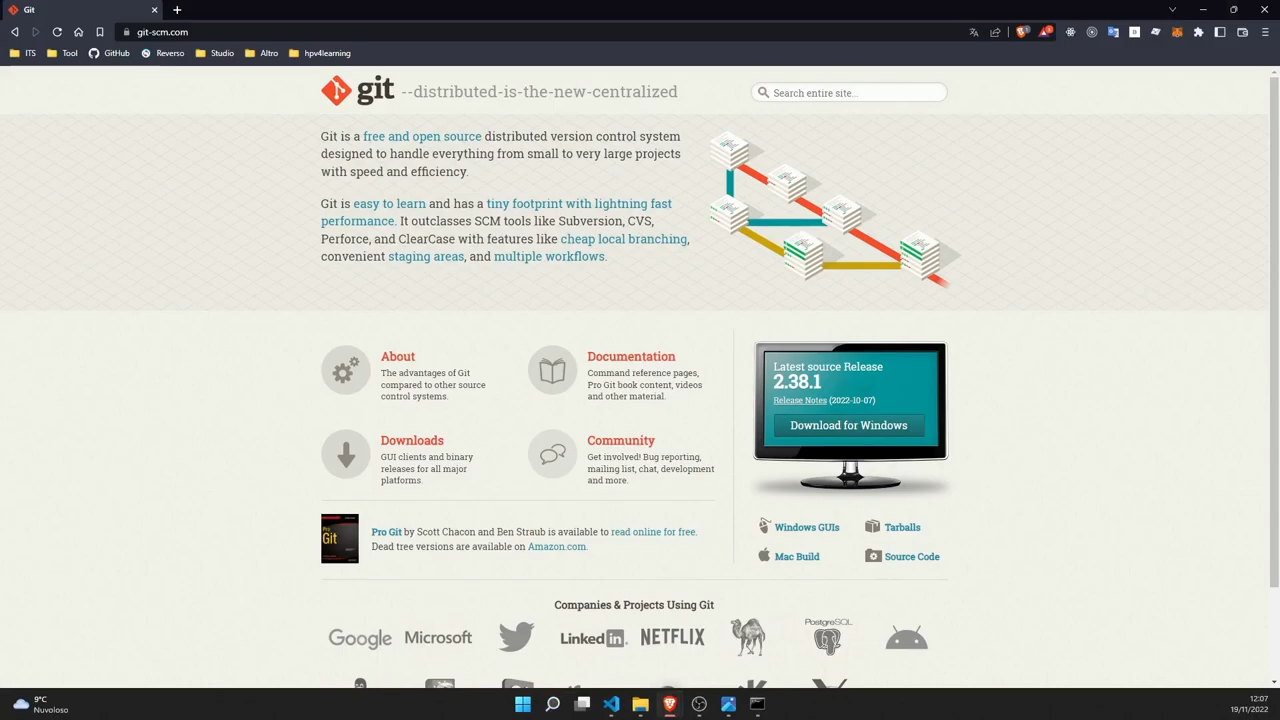 Git
git-scm.com
ITS Tool GitHub Reverso Studio Altro hpv4learning
git --distributed-is-the-new-centralized
Search entire site...
Git is a free and open source distributed version control system
designed to handle everything from small to very large projects
with speed and efficiency.
Git is easy to learn and has a tiny footprint with lightning fast
performance. It outclasses SCM tools like Subversion, CVS,
Perforce, and ClearCase with features like cheap local branching,
convenient staging areas, and multiple workflows.
About
The advantages of Git
compared to other source
control systems.
Documentation
Command reference pages,
Pro Git book content, videos
and other material.
Downloads
GUI clients and binary
releases for all major
platforms.
Community
Get involved! Bug reporting,
mailing list, chat, development
and more.
Pro
Git
Pro Git by Scott Chacon and Ben Straub is available to read online for free.
Dead tree versions are available on Amazon.com.
Latest source Release
2.38.1
Release Notes (2022-10-07)
Download for Windows
Windows GUIs
Tarballs
Mac Build
Source Code
Companies & Projects Using Git
Google Microsoft LinkedIn NETFLIX PostgreSQL
9°C
Nuvoloso
12:07
19/11/2022